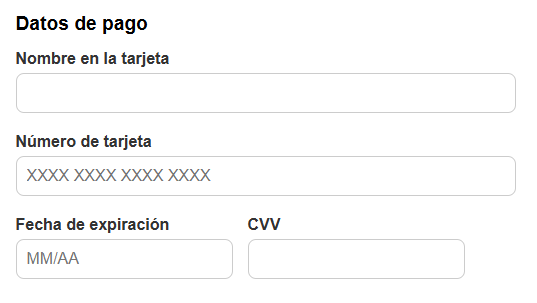 Datos de pago
Nombre en la tarjeta
Número de tarjeta
XXXX XXXX XXXX XXXX
Fecha de expiración CVV
MM/AA